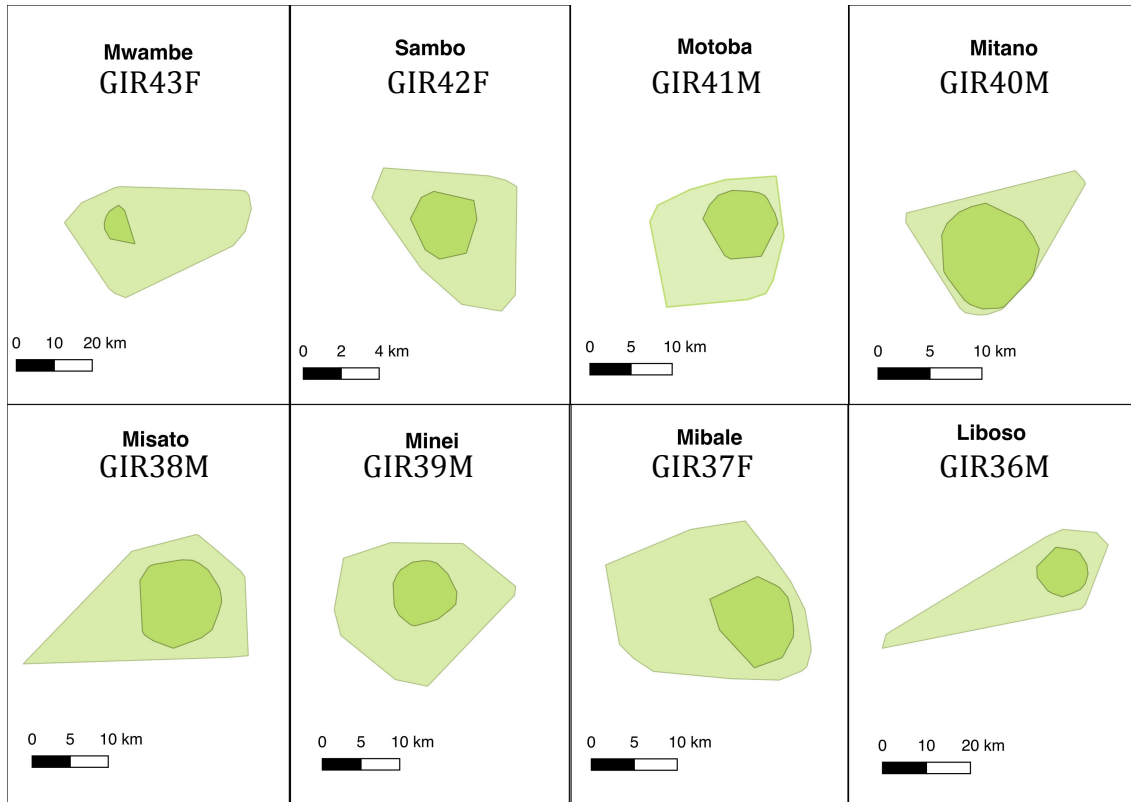 Mwambe
GIR43F
0 10 20 km
Sambo
GIR42F
0 2 4 km
Motoba
GIR41M
0 5 10 km
Mitano
GIR40M
0 5 10 km
Misato
GIR38M
0 5 10 km
Minei
GIR39M
0 5 10 km
Mibale
GIR37F
0 5 10 km
Liboso
GIR36M
0 10 20 km